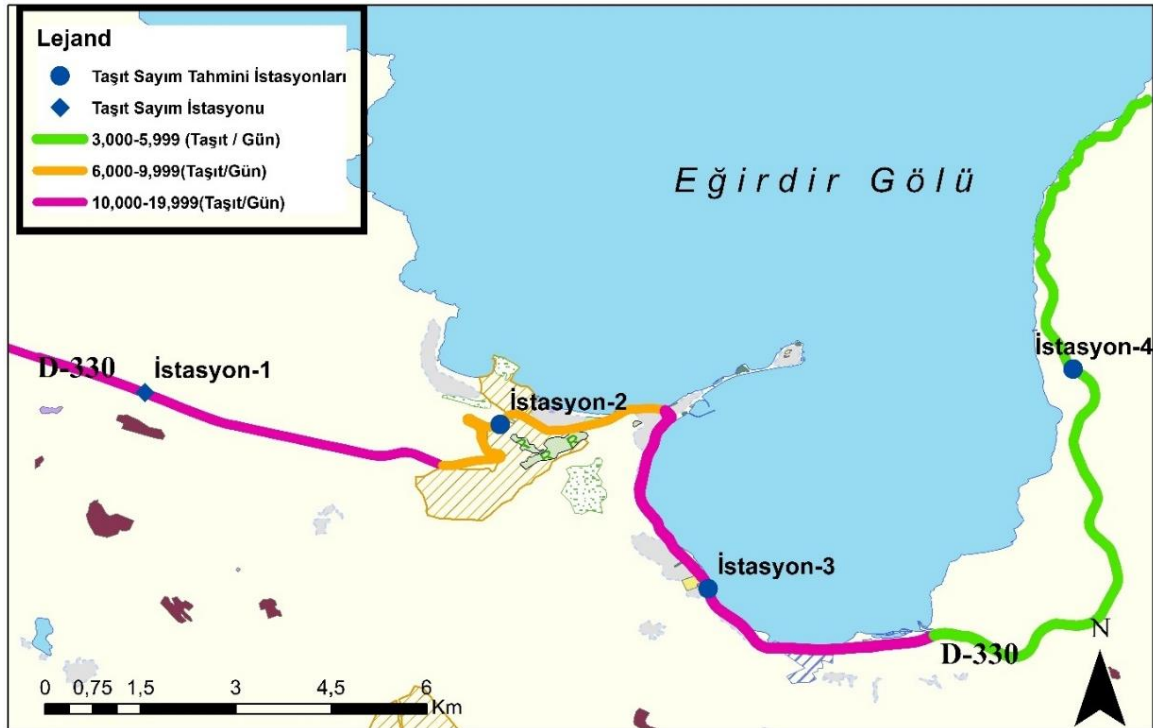 Lejand
Taşıt Sayım Tahmini İstasyonları
Taşıt Sayım İstasyonu
3,000-5,999 (Taşıt / Gün)
6,000-9,999(Taşıt/Gün)
10,000-19,999(Taşıt/Gün)
Eğirdir Gölü
D-330
İstasyon-1
İstasyon-2
İstasyon-3
İstasyon-4
D-330
N
0 0,75 1,5 3 4,5 6
Km